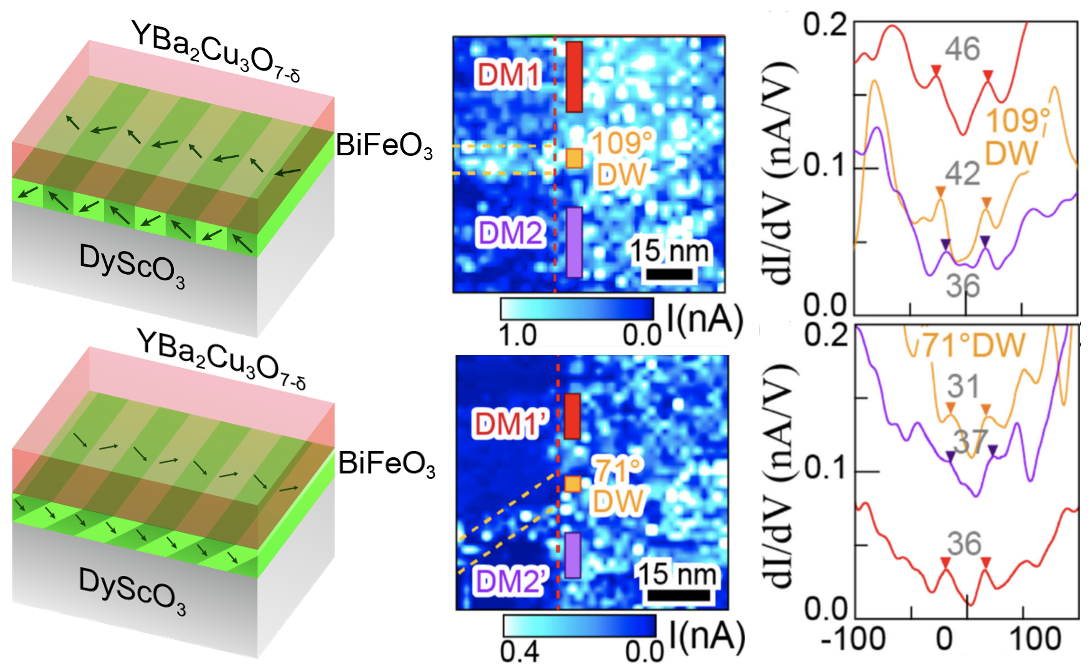 YBa₂Cu₃O₇₋δ
BiFeO₃
DyScO₃
DM1
109°
DW
DM2
15 nm
1.0
0.0
I(nA)
dI/dV (nA/V)
0.2
0.1
0.0
46
109°
DW
42
36
YBa₂Cu₃O₇₋δ
BiFeO₃
DyScO₃
DM1’
71°
DW
DM2’
15 nm
0.4
0.0
I(nA)
dI/dV (nA/V)
0.2
0.1
0.0
71°DW
31
37
36
-100
0
100